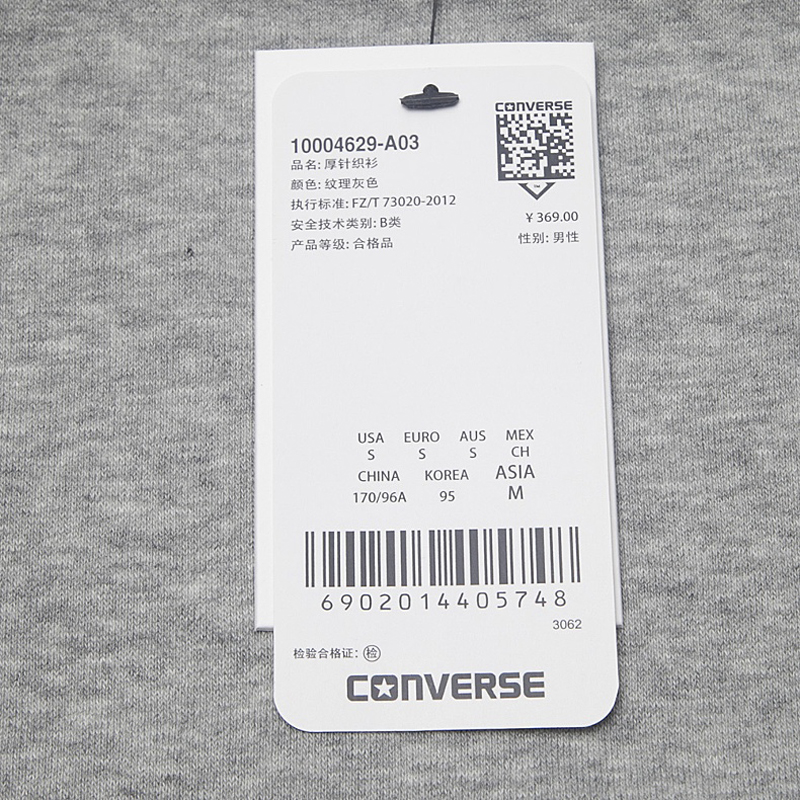 CONVERSE
10004629-A03
品名: 厚针织衫
颜色: 纹理灰色
执行标准: FZ/T 73020-2012
安全技术类别: B类
产品等级: 合格品
¥369.00
性别: 男性
USA EURO AUS MEX
S S S CH
CHINA KOREA ASIA
170/96A 95 M
6902014405748
3062
检验合格证: 检
CONVERSE